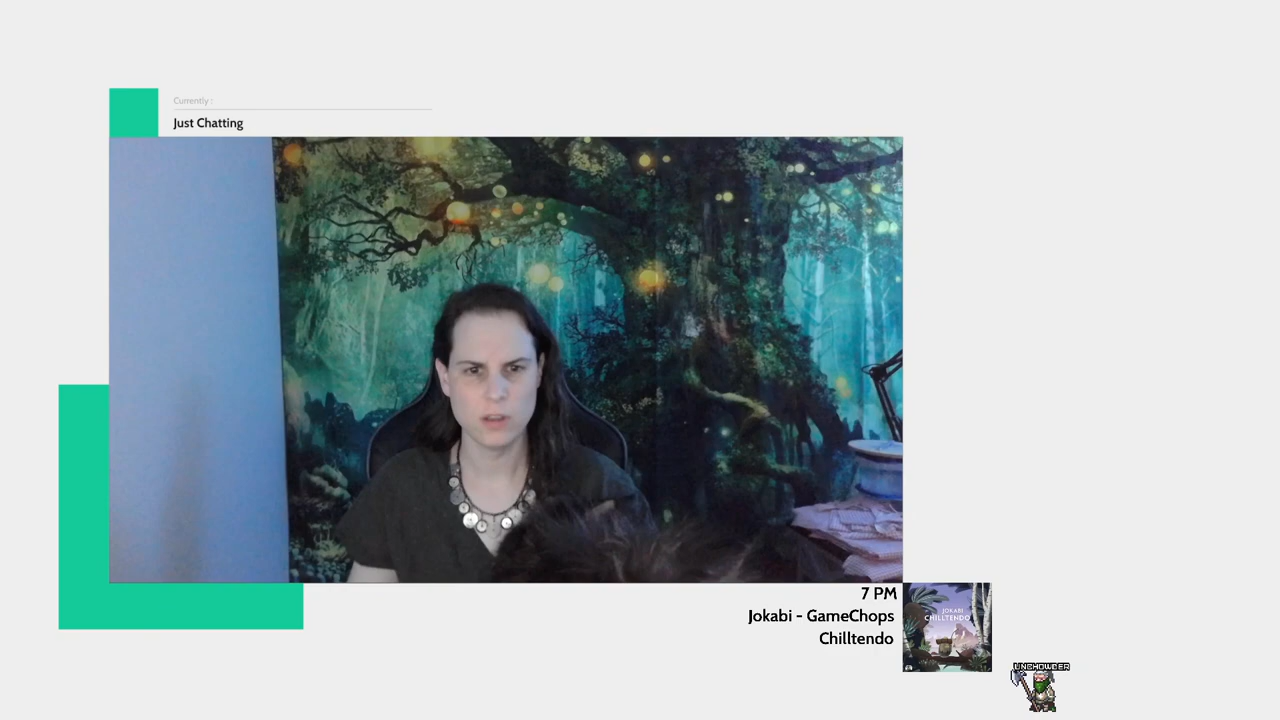 Currently :
Just Chatting
7 PM
Jokabi - GameChops
Chilltendo
JOKABI
CHILLTENDO
UNCHOWDER